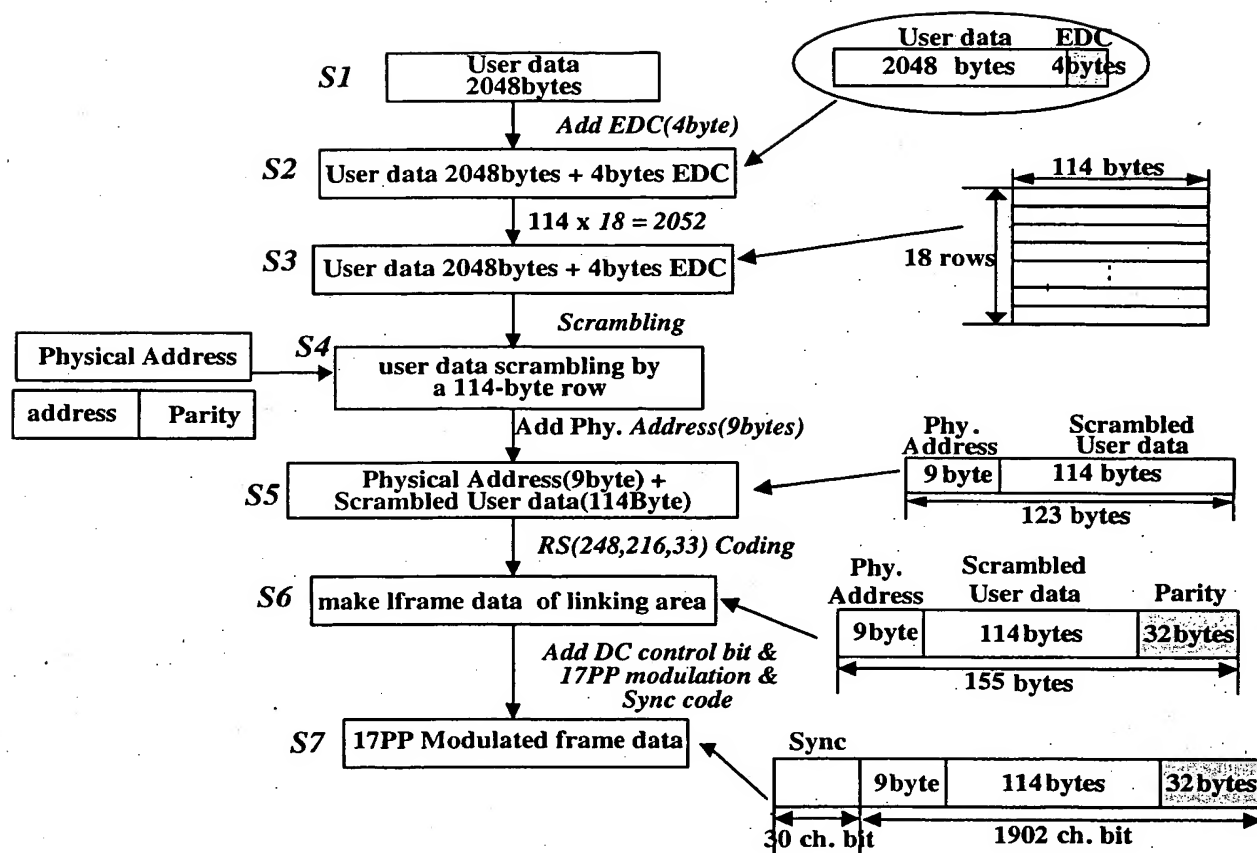 User data EDC
2048 bytes 4bytes
S1
User data
2048bytes
Add EDC(4byte)
S2
User data 2048bytes + 4bytes EDC
114 bytes
114 x 18 = 2052
18 rows
S3
User data 2048bytes + 4bytes EDC
Scrambling
Physical Address
address Parity
S4
user data scrambling by
a 114-byte row
Add Phy. Address(9bytes)
Phy.
Address
Scrambled
User data
9 byte 114 bytes
123 bytes
S5
Physical Address(9byte) +
Scrambled User data(114Byte)
RS(248,216,33) Coding
Phy.
Address
Scrambled
User data
Parity
9byte 114bytes 32bytes
155 bytes
S6
make 1frame data of linking area
Add DC control bit &
17PP modulation &
Sync code
S7
17PP Modulated frame data
Sync
9byte 114bytes 32bytes
30 ch. bit 1902 ch. bit